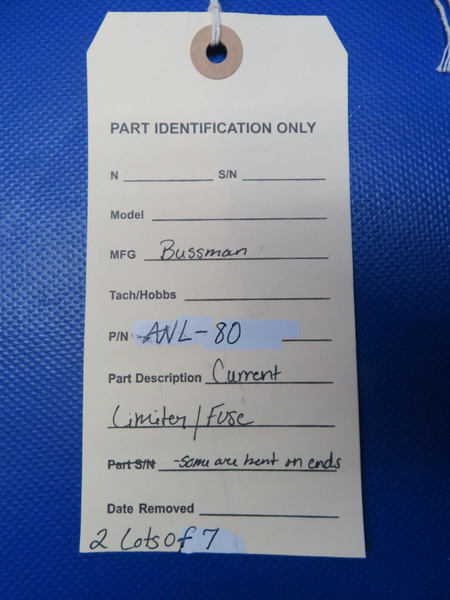 PART IDENTIFICATION ONLY
N S/N
Model
MFG Bussman
Tach/Hobbs
P/N ANL-80
Part Description Current
Limiter/Fuse
Part S/N -some are bent on ends
Date Removed
2 Lots Of 7